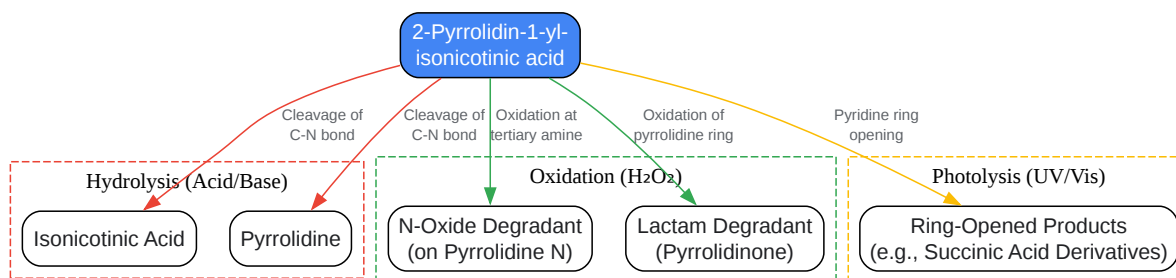 2-Pyrrolidin-1-yl-
isonicotinic acid
Cleavage of
C-N bond
Cleavage of
C-N bond
Oxidation at
tertiary amine
Oxidation of
pyrrolidine ring
Pyridine ring
opening
Hydrolysis (Acid/Base)
Isonicotinic Acid
Pyrrolidine
Oxidation (H₂O₂)
N-Oxide Degradant
(on Pyrrolidine N)
Lactam Degradant
(Pyrrolidinone)
Photolysis (UV/Vis)
Ring-Opened Products
(e.g., Succinic Acid Derivatives)